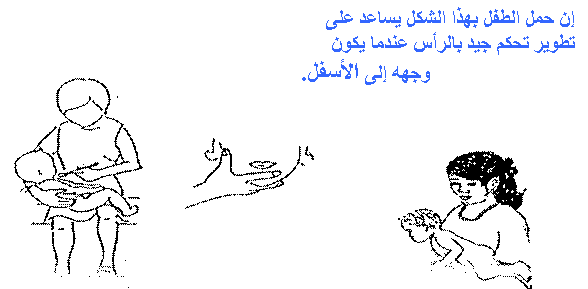 إن حمل الطفل بهذا الشكل يساعد على
تطوير تحكم جيد بالرأس عندما يكون
وجهه إلى الأسفل.